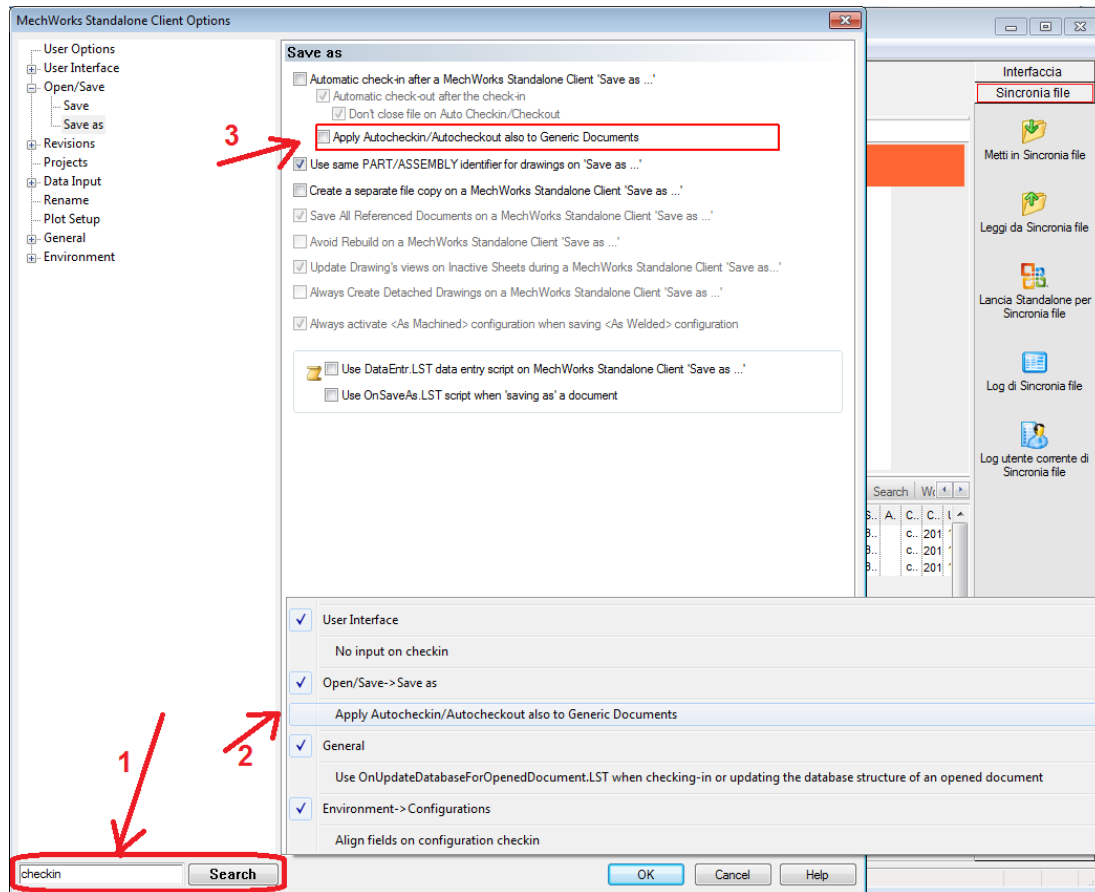 MechWorks Standalone Client Options
User Options
User Interface
Open/Save
Save
Save as
Revisions
Projects
Data Input
Rename
Plot Setup
General
Environment
Save as
Automatic check-in after a MechWorks Standalone Client 'Save as ...'
Automatic check-out after the check-in
Don't close file on Auto Checkin/Checkout
3
Apply Autocheckin/Autocheckout also to Generic Documents
Use same PART/ASSEMBLY identifier for drawings on 'Save as ...'
Create a separate file copy on a MechWorks Standalone Client 'Save as ...'
Save All Referenced Documents on a MechWorks Standalone Client 'Save as ...'
Avoid Rebuild on a MechWorks Standalone Client 'Save as ...'
Update Drawing's views on Inactive Sheets during a MechWorks Standalone Client 'Save as...'
Always Create Detached Drawings on a MechWorks Standalone Client 'Save as ...'
Always activate <As Machined> configuration when saving <As Welded> configuration
Use DataEntr.LST data entry script on MechWorks Standalone Client 'Save as ...'
Use OnSaveAs.LST script when 'saving as' a document
Interfaccia
Sincronia file
Metti in Sincronia file
Leggi da Sincronia file
Lancia Standalone per
Sincronia file
Log di Sincronia file
Log utente corrente di
Sincronia file
Search
S.. A. C.. C..
c.. 201
c.. 201
c.. 201
User Interface
No input on checkin
Open/Save->Save as
2
Apply Autocheckin/Autocheckout also to Generic Documents
General
Use OnUpdateDatabaseForOpenedDocument.LST when checking-in or updating the database structure of an opened document
Environment->Configurations
Align fields on configuration checkin
1
checkin Search
OK Cancel Help